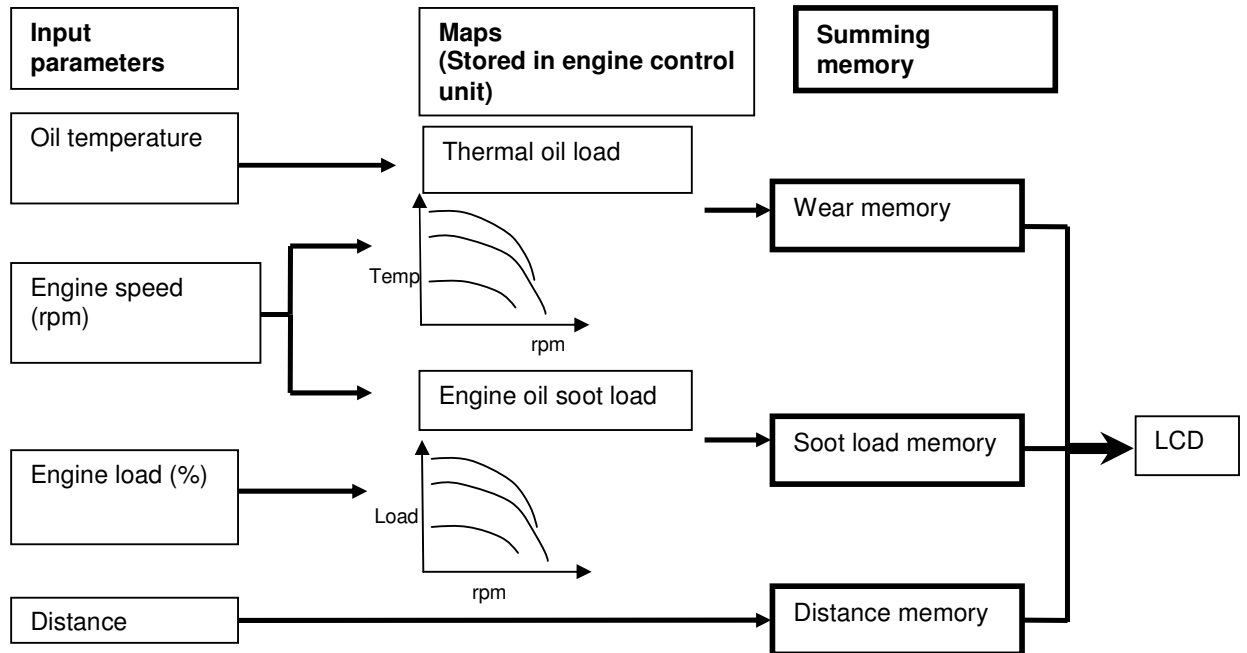 Input
parameters
Maps
(Stored in engine control
unit)
Summing
memory
Oil temperature
Thermal oil load
Wear memory
Temp
rpm
Engine speed
(rpm)
Engine oil soot load
Soot load memory
LCD
Engine load (%)
Load
rpm
Distance
Distance memory